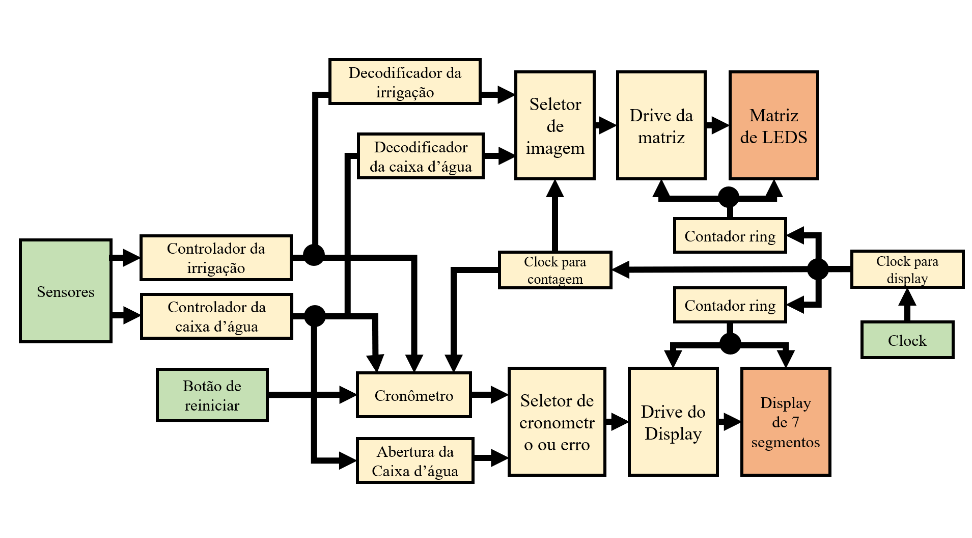 Decodificador da
irrigação
Seletor
de
imagem
Drive da
matriz
Matriz
de LEDS
Decodificador
da caixa d’água
Contador ring
Controlador da
irrigação
Sensores
Clock para
contagem
Clock para
display
Controlador da
caixa d’água
Contador ring
Clock
Botão de
reiniciar
Cronômetro
Seletor de
cronometr
o ou erro
Drive do
Display
Display
de 7
segmentos
Abertura da
Caixa d’água